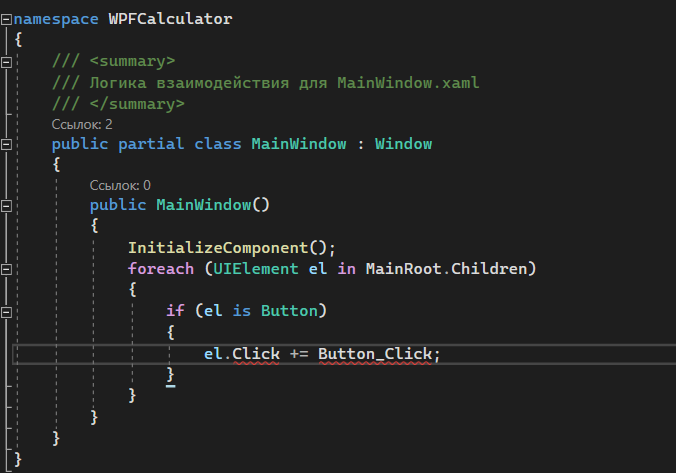 namespace WPFCalculator
{
/// <summary>
/// Логика взаимодействия для MainWindow.xaml
/// </summary>
Ссылок: 2
public partial class MainWindow : Window
{
Ссылок: 0
public MainWindow()
{
InitializeComponent();
foreach (UIElement el in MainRoot.Children)
{
if (el is Button)
{
el.Click += Button_Click;
}
}
}
}
}